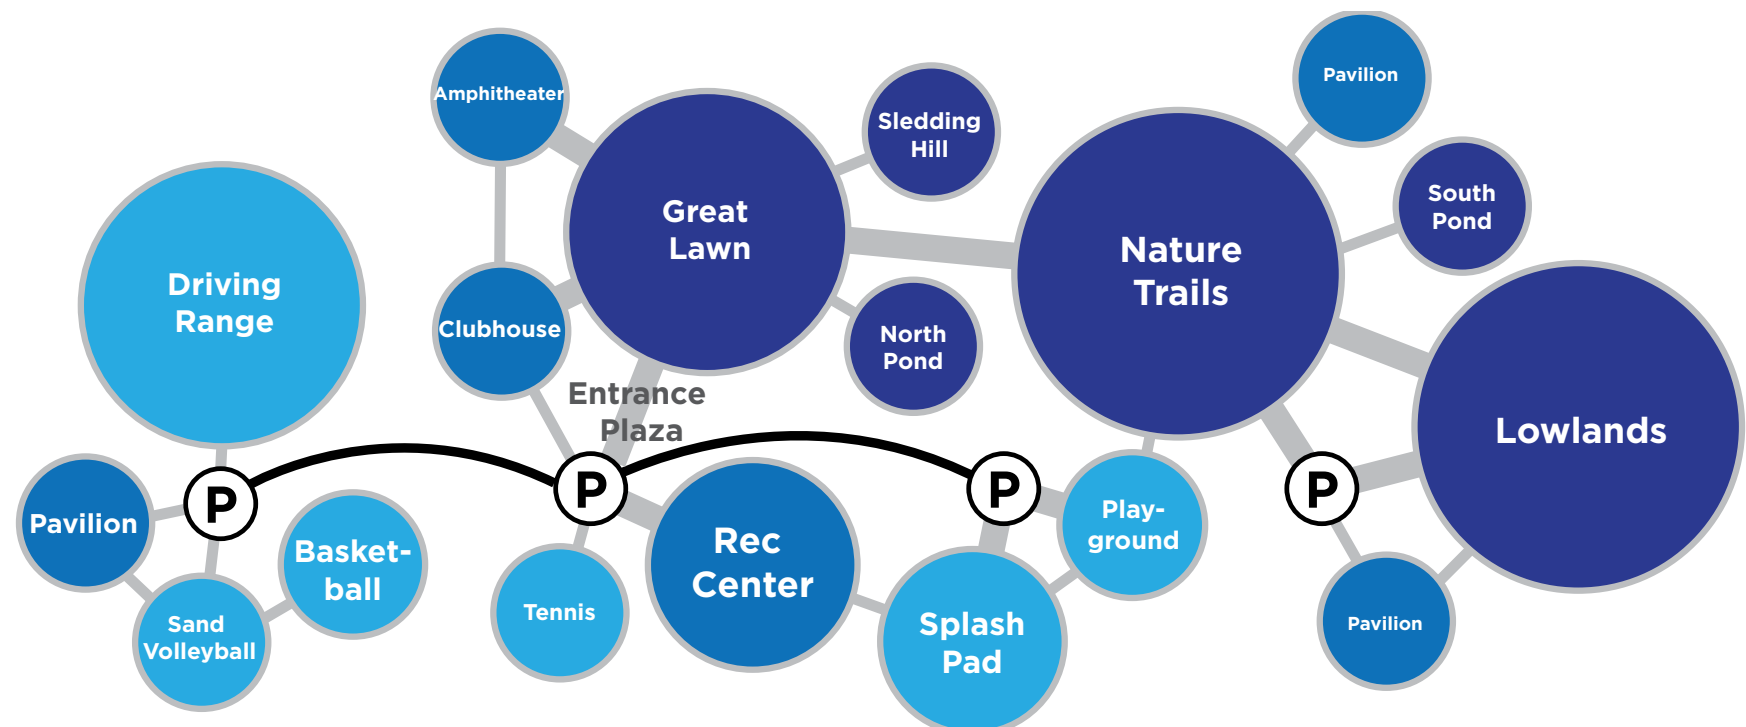 Amphitheater
Pavilion
Sledding
Hill
Great
Lawn
South
Pond
Nature
Trails
Driving
Range
Clubhouse
North
Pond
Entrance
Plaza
Lowlands
P
P
P
P
Pavilion
Basket-
ball
Rec
Center
Play-
ground
Sand
Volleyball
Tennis
Splash
Pad
Pavilion